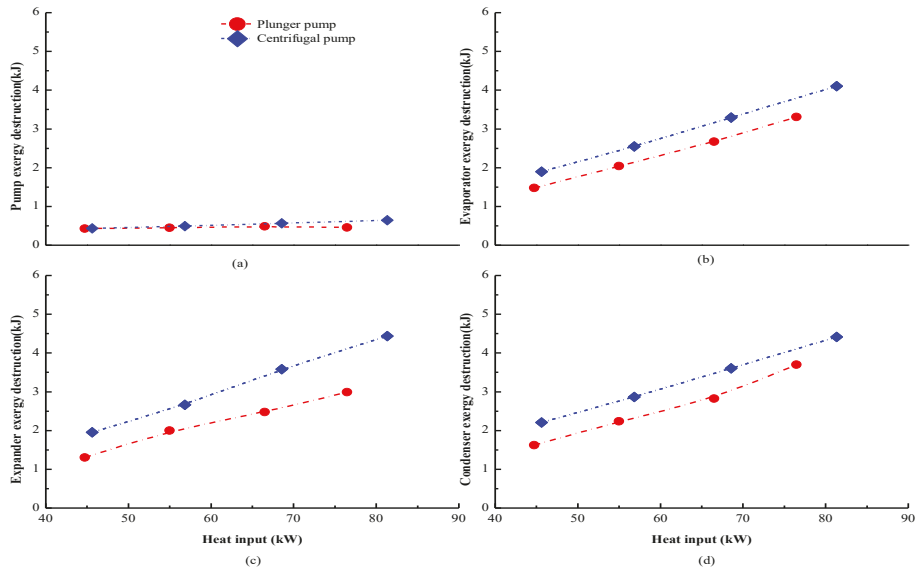 Plunger pump
Centrifugal pump
Pump exergy destruction(kJ)
6
5
4
3
2
1
0
(a)
Evaporator exergy destruction(kJ)
6
5
4
3
2
1
0
(b)
Expander exergy destruction(kJ)
6
5
4
3
2
1
0
40 50 60 70 80 90
Heat input (kW)
(c)
Condenser exergy destruction(kJ)
6
5
4
3
2
1
0
40 50 60 70 80 90
Heat input (kW)
(d)